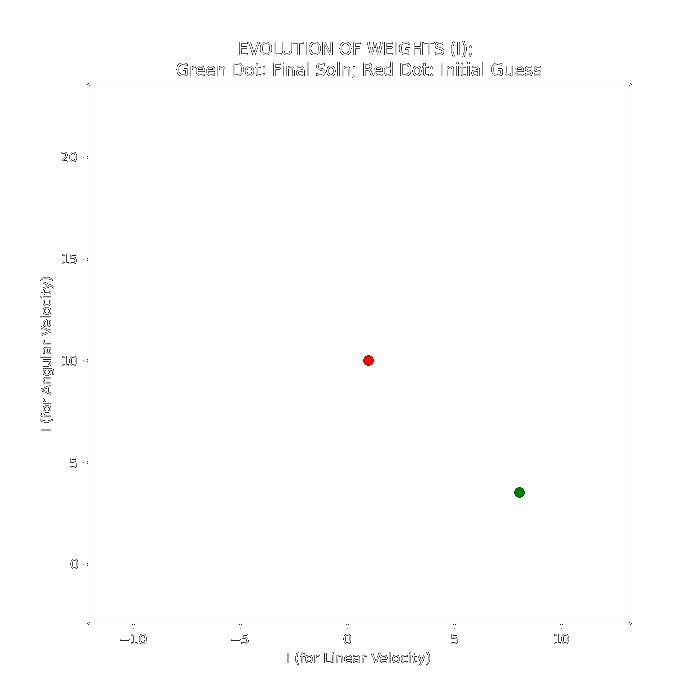 EVOLUTION OF WEIGHTS (I);
Green Dot: Final Soln; Red Dot: Initial Guess
20
15
10
5
0
I (for Angular Velocity)
−10
−5
0
5
10
I (for Linear Velocity)